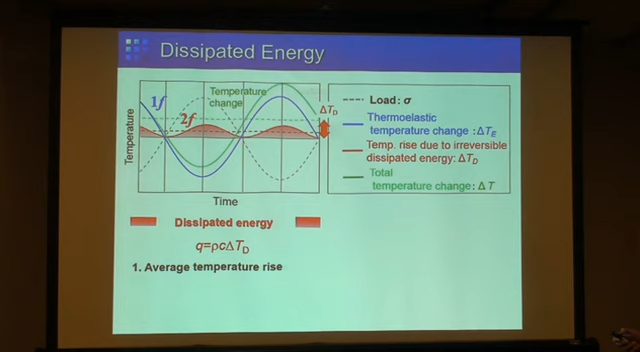 Dissipated Energy
1f
2f
Temperature
change
ΔT_D
Temperature
Time
Load: σ
Thermoelastic
temperature change :ΔT_E
Temp. rise due to irreversible
dissipated energy: ΔT_D
Total
temperature change: ΔT
Dissipated energy
q=ρcΔT_D
1. Average temperature rise